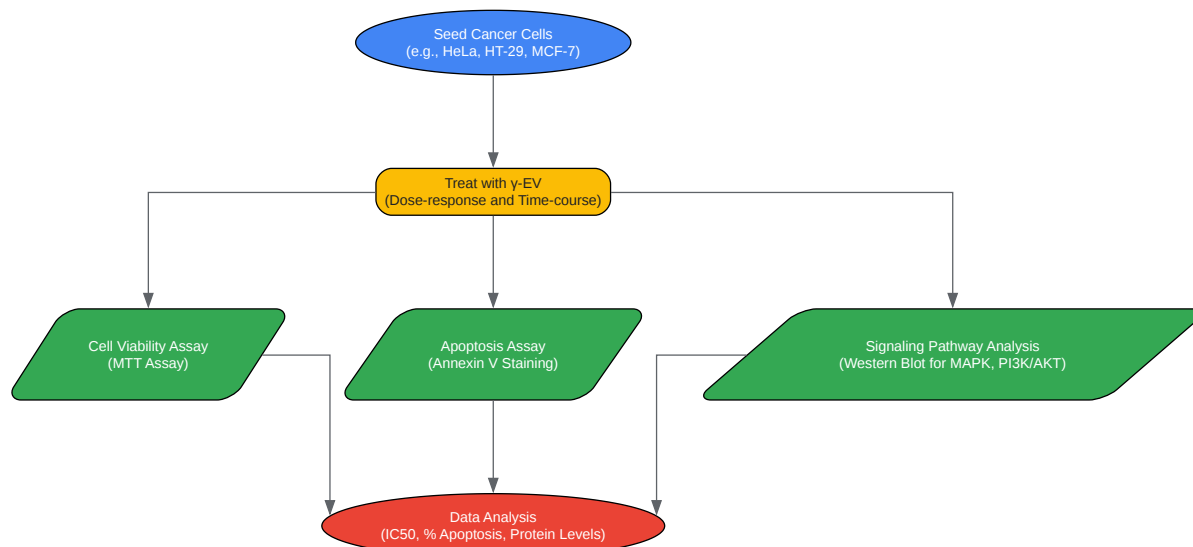 Seed Cancer Cells
(e.g., HeLa, HT-29, MCF-7)
Treat with γ-EV
(Dose-response and Time-course)
Cell Viability Assay
(MTT Assay)
Apoptosis Assay
(Annexin V Staining)
Signaling Pathway Analysis
(Western Blot for MAPK, PI3K/AKT)
Data Analysis
(IC50, % Apoptosis, Protein Levels)